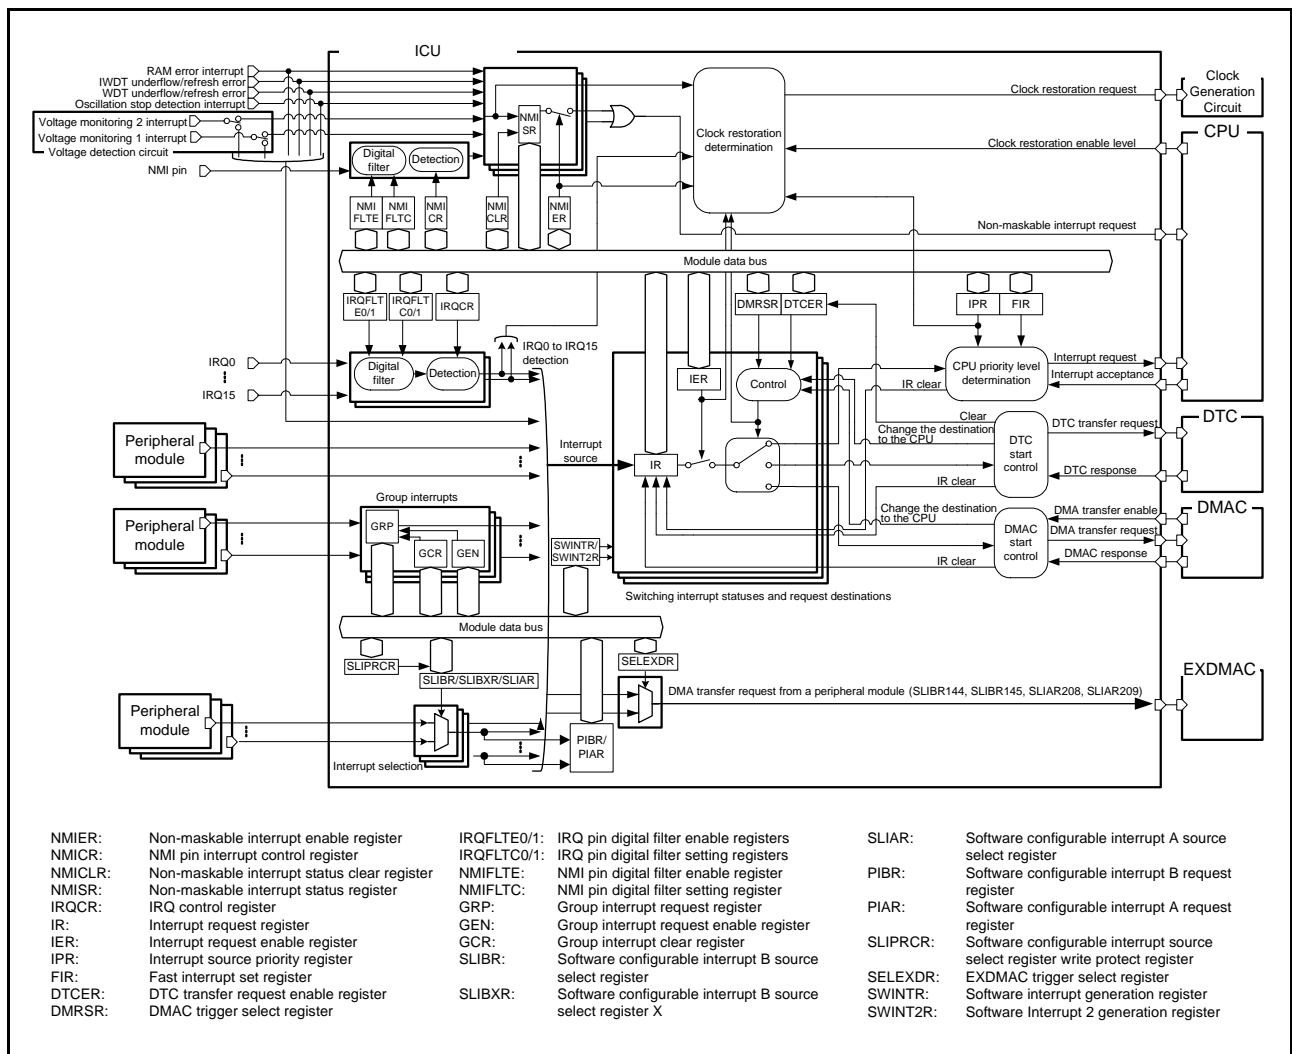 ICU
RAM error interrupt
IWDT underflow/refresh error
WDT underflow/refresh error
Oscillation stop detection interrupt
Voltage monitoring 2 interrupt
Voltage monitoring 1 interrupt
Voltage detection circuit
NMI pin
Digital
filter
Detection
NMI
SR
NMI
FLTE
NMI
FLTC
NMI
CR
NMI
CLR
NMI
ER
Clock restoration
determination
Clock restoration request
Clock
Generation
Circuit
CPU
Clock restoration enable level
Non-maskable interrupt request
Module data bus
IRQFLT
E0/1
IRQFLT
C0/1
IRQCR
DMRSR
DTCER
IPR
FIR
IRQ0
IRQ15
Digital
filter
Detection
IRQ0 to IRQ15
detection
IER
Control
CPU priority level
determination
Interrupt request
Interrupt acceptance
IR clear
Peripheral
module
Interrupt
source
IR
Clear
Change the destination
to the CPU
DTC
start
control
DTC transfer request
DTC response
DTC
IR clear
Peripheral
module
Group interrupts
GRP
GCR
GEN
SWINTR/
SWINT2R
Change the destination
to the CPU
DMAC
start
control
DMA transfer enable
DMA transfer request
DMAC response
DMAC
IR clear
Switching interrupt statuses and request destinations
Module data bus
SLIPRCR
SLIBR/SLIBXR/SLIAR
SELEXDR
DMA transfer request from a peripheral module (SLIBR144, SLIBR145, SLIAR208, SLIAR209)
EXDMAC
Peripheral
module
Interrupt selection
PIBR/
PIAR
NMIER: Non-maskable interrupt enable register
NMICR: NMI pin interrupt control register
NMICLR: Non-maskable interrupt status clear register
NMISR: Non-maskable interrupt status register
IRQCR: IRQ control register
IR: Interrupt request register
IER: Interrupt request enable register
IPR: Interrupt source priority register
FIR: Fast interrupt set register
DTCER: DTC transfer request enable register
DMRSR: DMAC trigger select register
IRQFLTE0/1: IRQ pin digital filter enable registers
IRQFLTC0/1: IRQ pin digital filter setting registers
NMIFLTE: NMI pin digital filter enable register
NMIFLTC: NMI pin digital filter setting register
GRP: Group interrupt request register
GEN: Group interrupt request enable register
GCR: Group interrupt clear register
SLIBR: Software configurable interrupt B source
select register
SLIBXR: Software configurable interrupt B source
select register X
SLIAR: Software configurable interrupt A source
select register
PIBR: Software configurable interrupt B request
register
PIAR: Software configurable interrupt A request
register
SLIPRCR: Software configurable interrupt source
select register write protect register
SELEXDR: EXDMAC trigger select register
SWINTR: Software interrupt generation register
SWINT2R: Software Interrupt 2 generation register